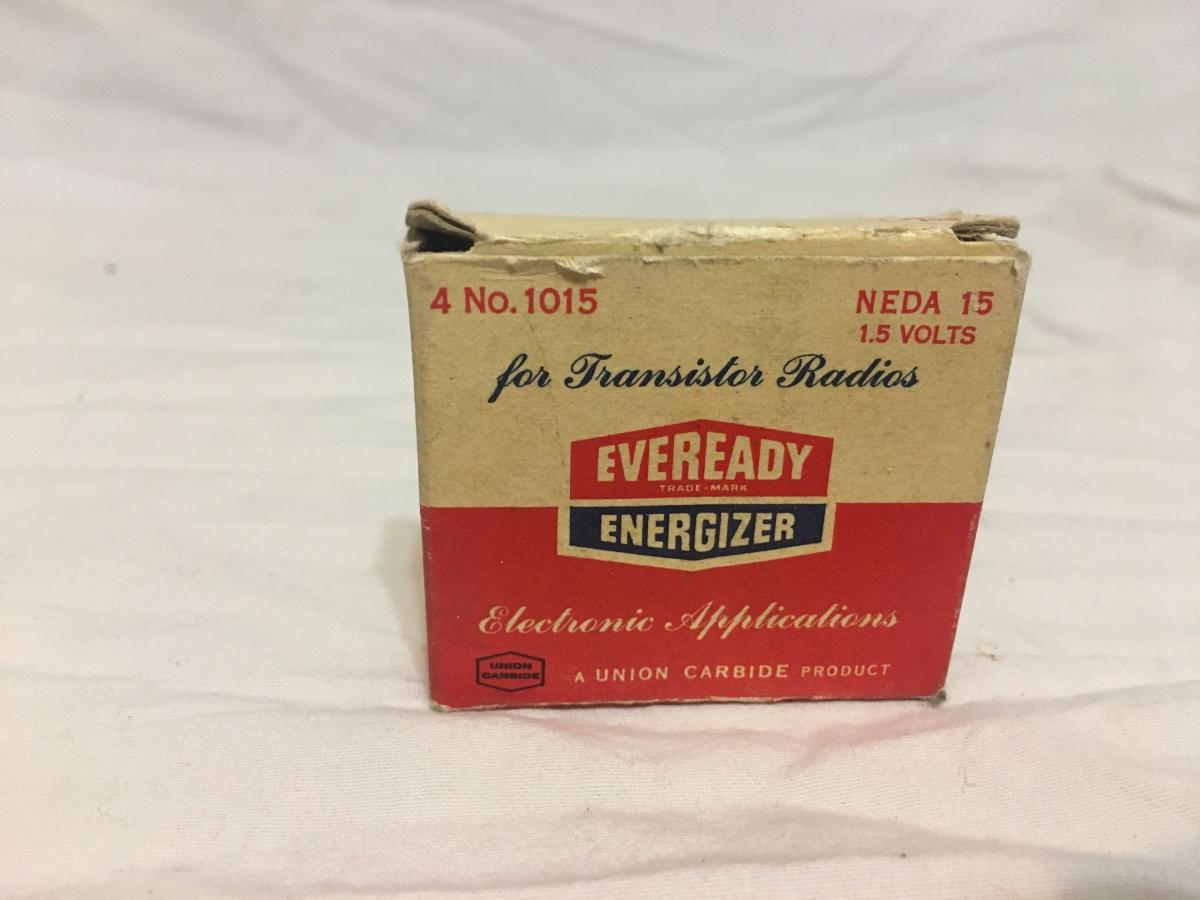 4 No. 1015
NEDA 15
1.5 VOLTS
for Transistor Radios
EVEREADY
TRADE-MARK
ENERGIZER
Electronic Applications
UNION
CARBIDE
A UNION CARBIDE PRODUCT